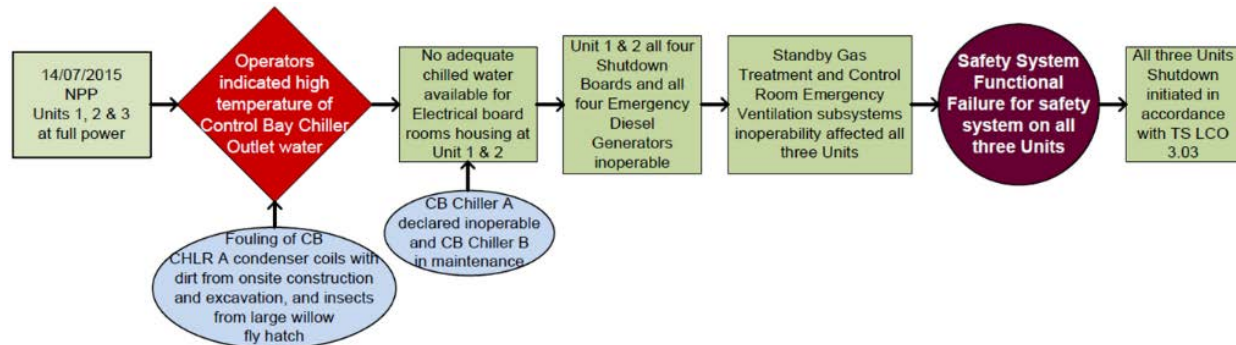 14/07/2015
NPP
Units 1, 2 & 3
at full power
Operators
indicated high
temperature of
Control Bay Chiller
Outlet water
Fouling of CB
CHLR A condenser coils with
dirt from onsite construction
and excavation, and insects
from large willow
fly hatch
No adequate
chilled water
available for
Electrical board
rooms housing at
Unit 1 & 2
CB Chiller A
declared inoperable
and CB Chiller B
in maintenance
Unit 1 & 2 all four
Shutdown
Boards and all
four Emergency
Diesel
Generators
inoperable
Standby Gas
Treatment and Control
Room Emergency
Ventilation subsystems
inoperability affected all
three Units
Safety System
Functional
Failure for safety
system on all
three Units
All three Units
Shutdown
initiated in
accordance
with TS LCO
3.03